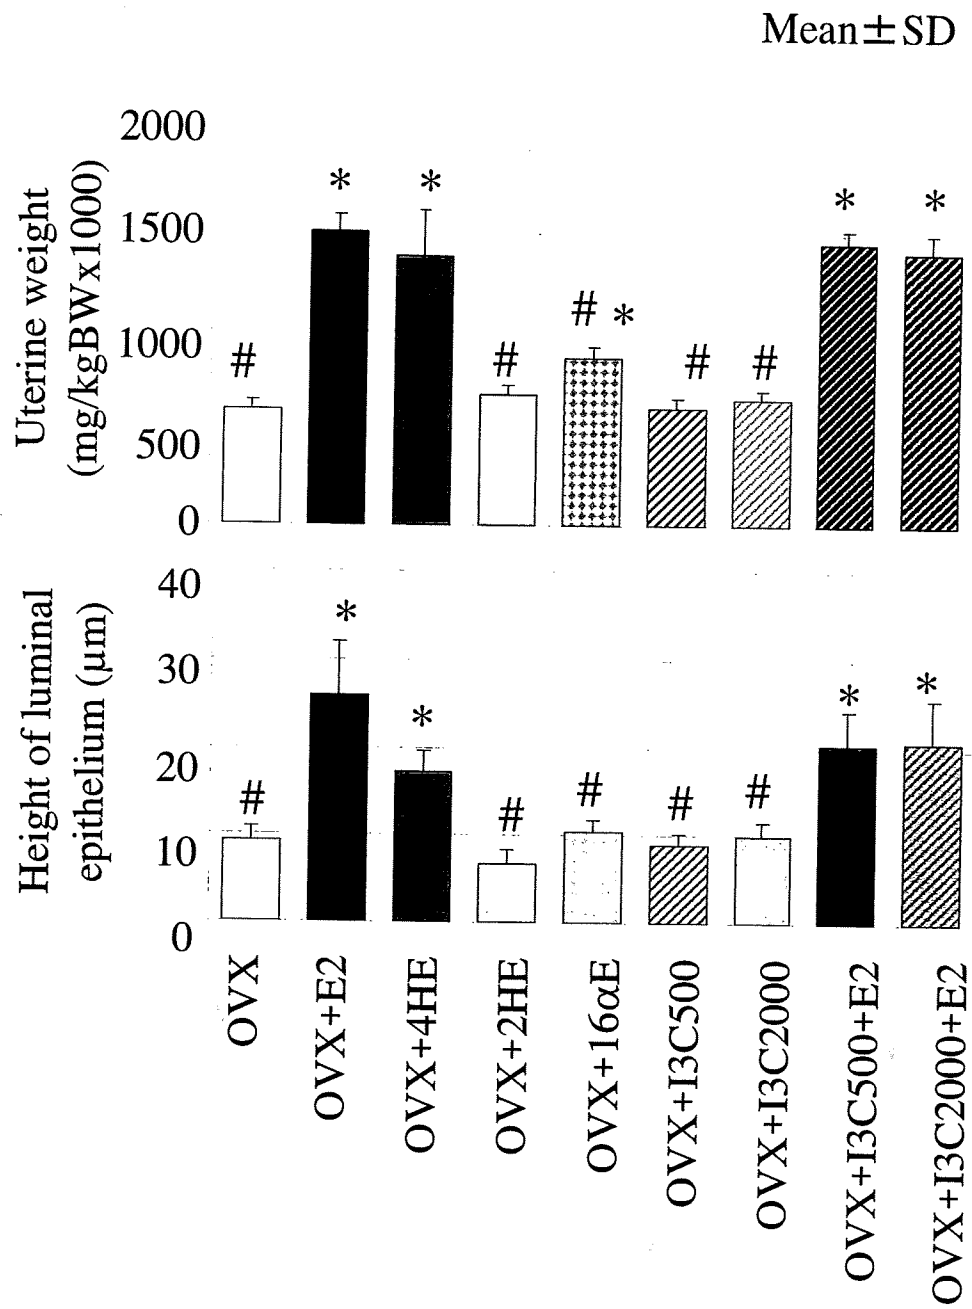 Mean±SD
Uterine weight
(mg/kgBWx1000)
2000
1500
1000
500
0
#
*
*
#
# *
#
#
*
*
Height of luminal
epithelium (μm)
40
30
20
10
0
#
*
*
#
#
#
#
*
*
OVX
OVX+E2
OVX+4HE
OVX+2HE
OVX+16αE
OVX+I3C500
OVX+I3C2000
OVX+I3C500+E2
OVX+I3C2000+E2